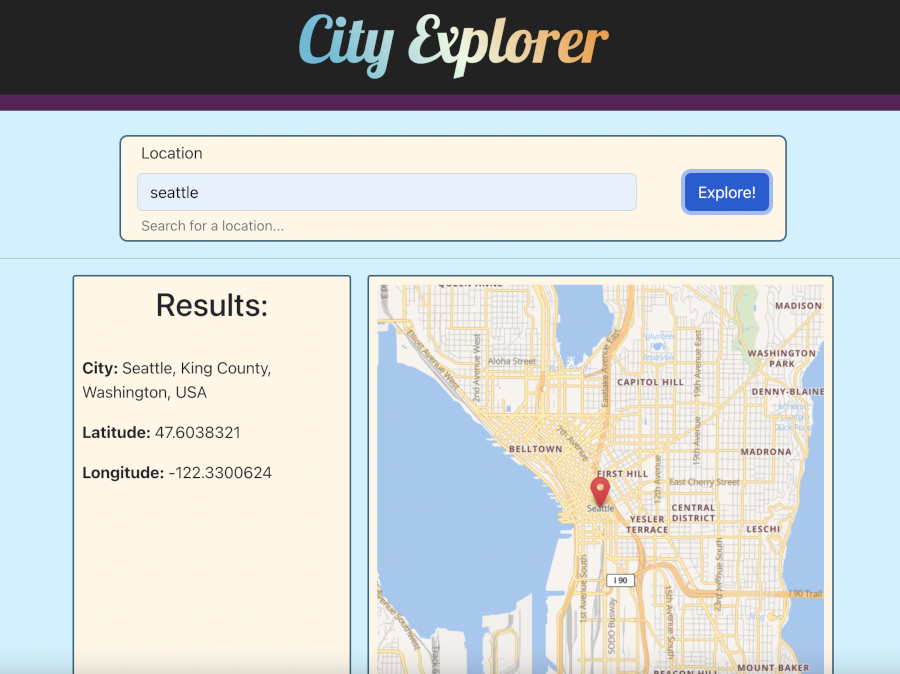 City Explorer
Location
seattle
Explore!
Search for a location...
Results:
City: Seattle, King County,
Washington, USA
Latitude: 47.6038321
Longitude: -122.3300624
QUEEN ANNE
MADISON
Elliott Avenue West
2nd Avenue West
Aloha Street
Eastlake Avenue East
Volunteer
Reservoir
19th Avenue East
WASHINGTON
PARK
CAPITOL HILL
DENNY-BLAINE
7th Avenue
19th Avenue
BELLTOWN
MADRONA
FIRST HILL
12th Avenue
East Cherry Street
Seattle
YESLER
TERRACE
CENTRAL
DISTRICT
LESCHI
1st Avenue South
SODO Busway
I 90
15th Avenue South
23rd Avenue South
I 90 Trail
Avenue Southwest
BEACON HILL
MOUNT BAKER